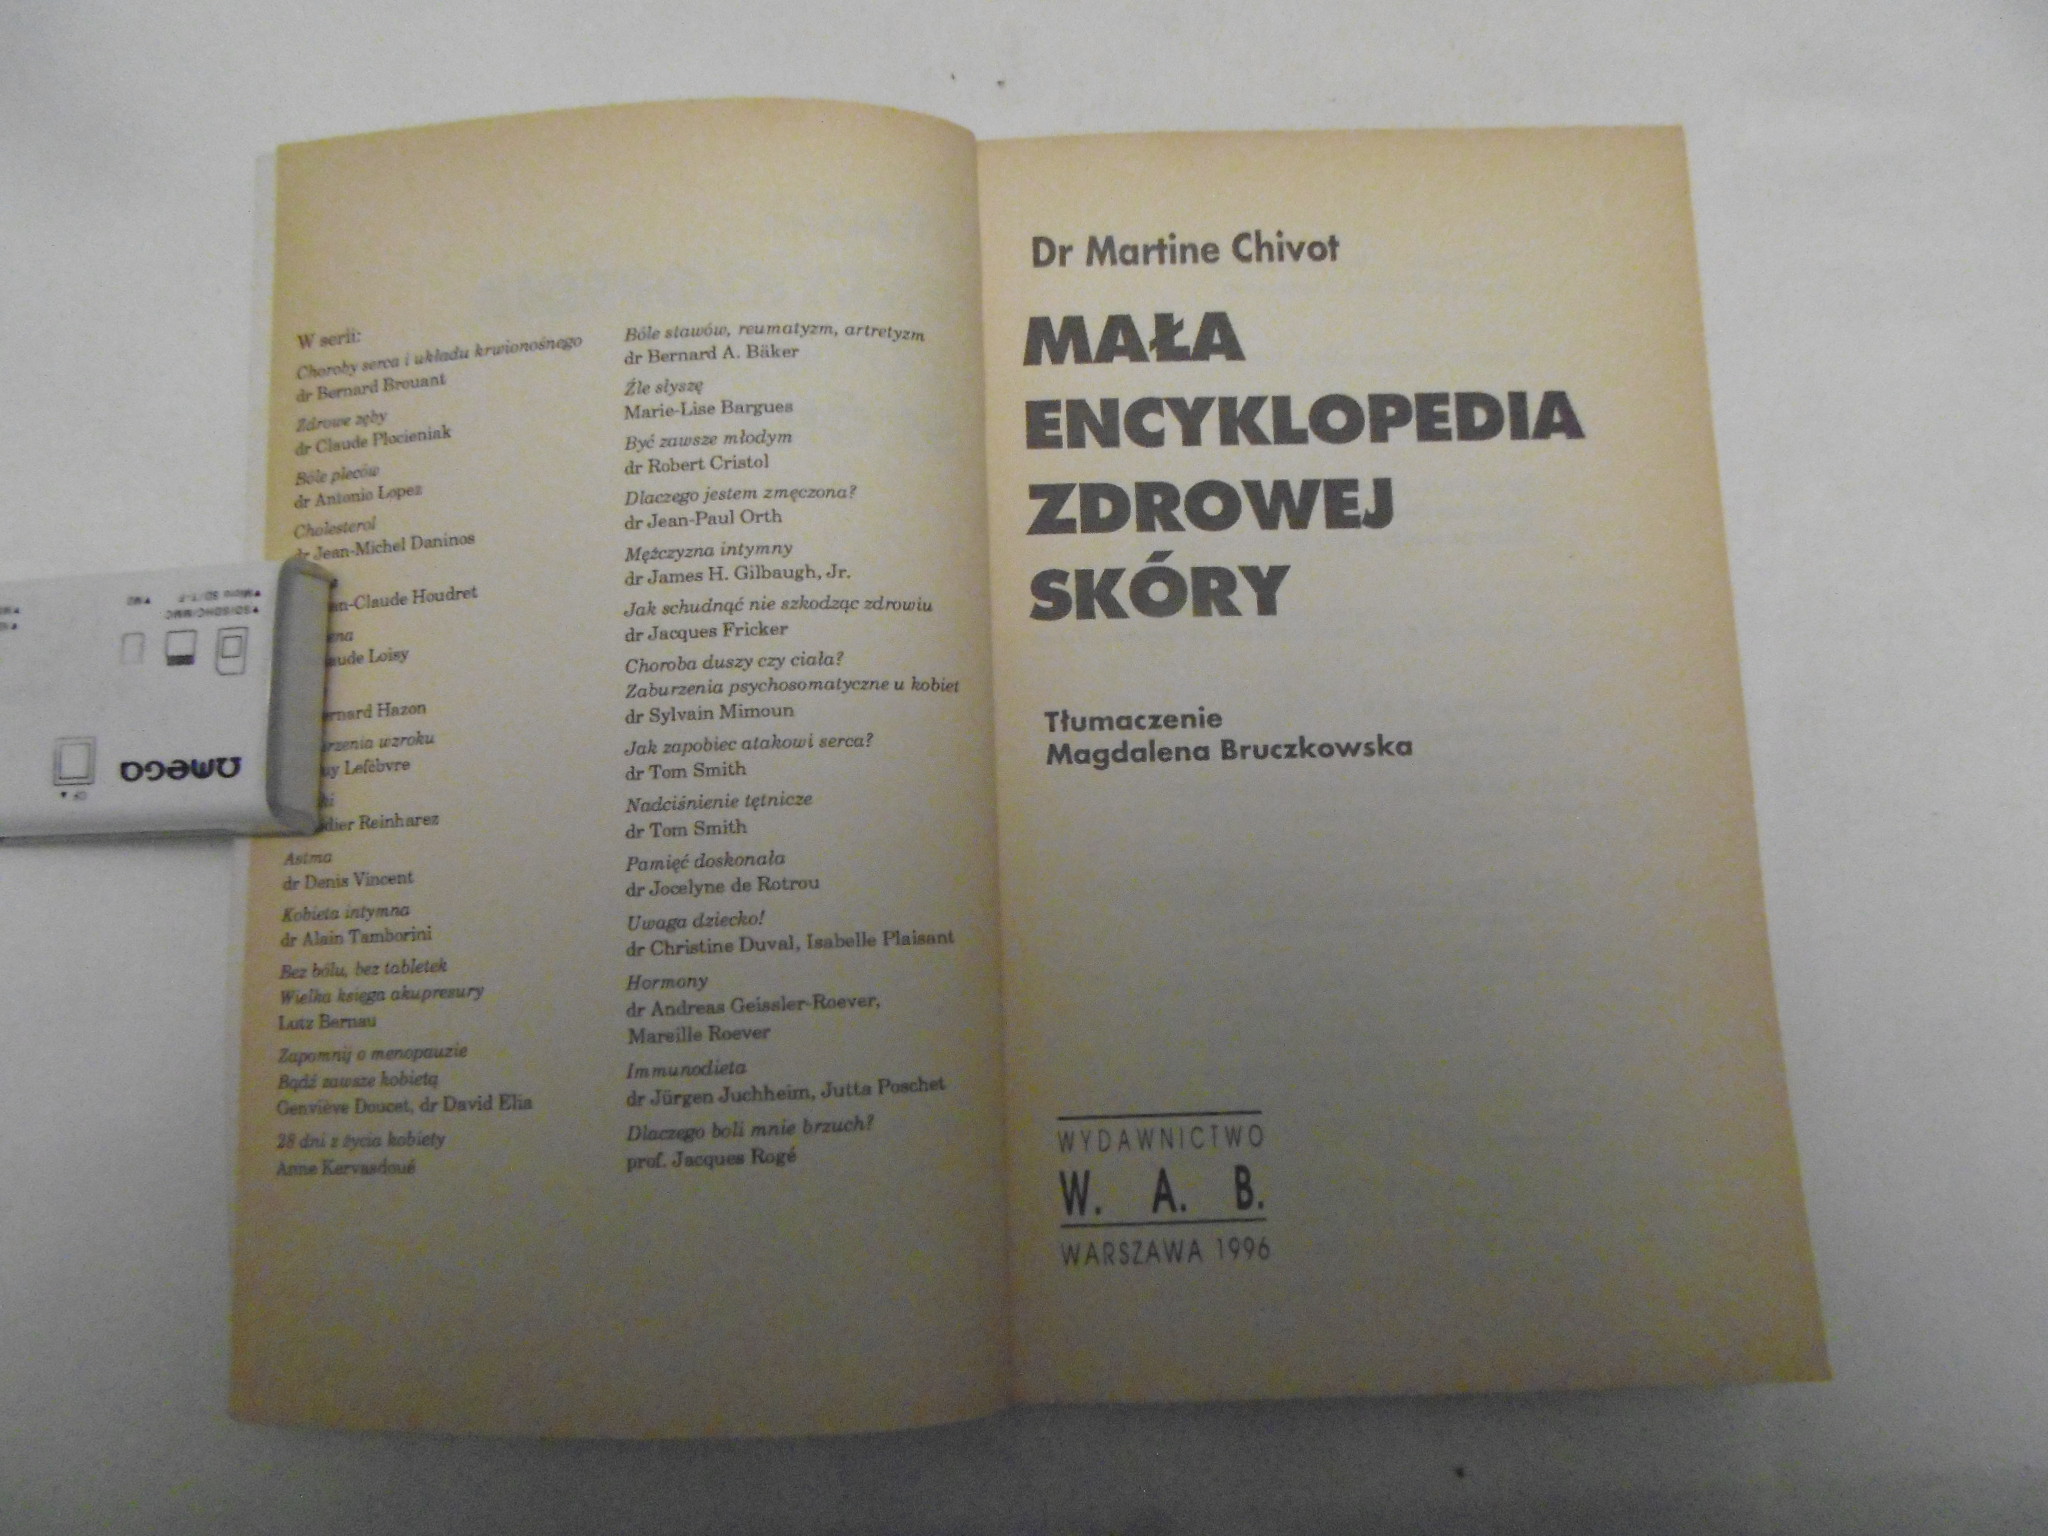 W serii:
Choroby serca i układu krwionośnego
dr Bernard Brouant
Zdrowe zęby
dr Claude Płocieniak
Bóle pleców
dr Antonio Lopez
Cholesterol
dr Jean-Michel Daninos
Claude Houdret
Loisy
Hazon
wzroku
Lefèbvre
Reinharez
Astma
dr Denis Vincent
Kobieta intymna
dr Alain Tamborini
Bez bólu, bez tabletek
Wielka księga akupresury
Lutz Bernau
Zapomnij o menopauzie
Bądź zawsze kobietą
Genviève Doucet, dr David Elia
28 dni z życia kobiety
Anne Kervasdoué
Bóle stawów, reumatyzm, artretyzm
dr Bernard A. Bäker
Źle słyszę
Marie-Lise Bargues
Być zawsze młodym
dr Robert Cristol
Dlaczego jestem zmęczona?
dr Jean-Paul Orth
Mężczyzna intymny
dr James H. Gilbaugh, Jr.
Jak schudnąć nie szkodząc zdrowiu
dr Jacques Fricker
Choroba duszy czy ciała?
Zaburzenia psychosomatyczne u kobiet
dr Sylvain Mimoun
Jak zapobiec atakowi serca?
dr Tom Smith
Nadciśnienie tętnicze
dr Tom Smith
Pamięć doskonała
dr Jocelyne de Rotrou
Uwaga dziecko!
dr Christine Duval, Isabelle Plaisant
Hormony
dr Andreas Geissler-Roever,
Mareille Roever
Immunodieta
dr Jürgen Juchheim, Jutta Poschet
Dlaczego boli mnie brzuch?
prof. Jacques Rogé
Dr Martine Chivot
MAŁA
ENCYKLOPEDIA
ZDROWEJ
SKÓRY
Tłumaczenie
Magdalena Bruczkowska
WYDAWNICTWO
W. A. B.
WARSZAWA 1996
SD/SDHC/MMC
M2
CF
omega